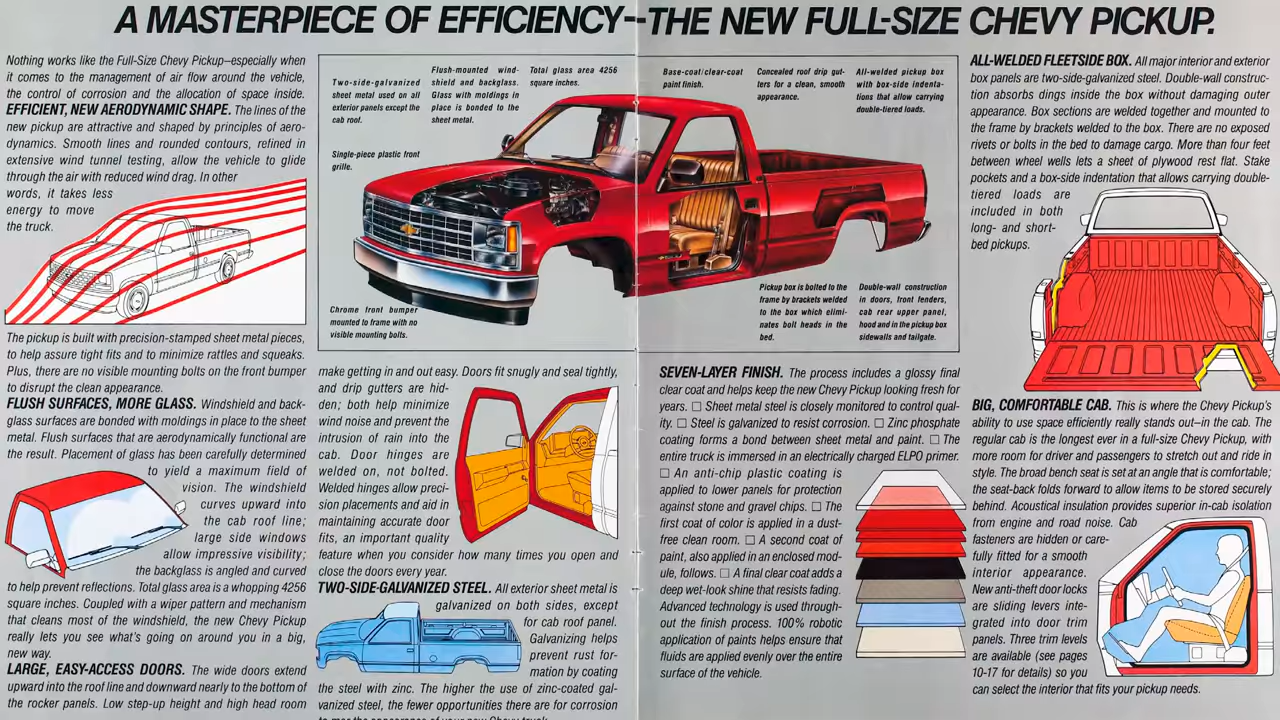 A MASTERPIECE OF EFFICIENCY--THE NEW FULL-SIZE CHEVY PICKUP.
Nothing works like the Full-Size Chevy Pickup—especially when
it comes to the management of air flow around the vehicle,
the control of corrosion and the allocation of space inside.
EFFICIENT, NEW AERODYNAMIC SHAPE. The lines of the
new pickup are attractive and shaped by principles of aero-
dynamics. Smooth lines and rounded contours, refined in
extensive wind tunnel testing, allow the vehicle to glide
through the air with reduced wind drag. In other
words, it takes less
energy to move
the truck.
The pickup is built with precision-stamped sheet metal pieces,
to help assure tight fits and to minimize rattles and squeaks.
Plus, there are no visible mounting bolts on the front bumper
to disrupt the clean appearance.
FLUSH SURFACES, MORE GLASS. Windshield and back-
glass surfaces are bonded with moldings in place to the sheet
metal. Flush surfaces that are aerodynamically functional are
the result. Placement of glass has been carefully determined
to yield a maximum field of
vision. The windshield
curves upward into
the cab roof line;
large side windows
allow impressive visibility;
the backglass is angled and curved
to help prevent reflections. Total glass area is a whopping 4256
square inches. Coupled with a wiper pattern and mechanism
that cleans most of the windshield, the new Chevy Pickup
really lets you see what's going on around you in a big,
new way.
LARGE, EASY-ACCESS DOORS. The wide doors extend
upward into the roof line and downward nearly to the bottom of
the rocker panels. Low step-up height and high head room
Two-side-galvanized
sheet metal used on all
exterior panels except the
cab roof.
Flush-mounted wind-
shield and backglass.
Glass with moldings in
place is bonded to the
sheet metal.
Total glass area 4256
square inches.
Single-piece plastic front
grille.
Chrome front bumper
mounted to frame with no
visible mounting bolts.
Base-coat/clear-coat
paint finish.
Concealed roof drip gut-
ters for a clean, smooth
appearance.
All-welded pickup box
with box-side indenta-
tions that allow carrying
double-tiered loads.
Pickup box is bolted to the
frame by brackets welded
to the box which elimi-
nates bolt heads in the
bed.
Double-wall construction
in doors, front fenders,
cab rear upper panel,
hood and in the pickup box
sidewalls and tailgate.
make getting in and out easy. Doors fit snugly and seal tightly,
and drip gutters are hid-
den; both help minimize
wind noise and prevent the
intrusion of rain into the
cab. Door hinges are
welded on, not bolted.
Welded hinges allow preci-
sion placements and aid in
maintaining accurate door
fits, an important quality
feature when you consider how many times you open and
close the doors every year.
TWO-SIDE-GALVANIZED STEEL. All exterior sheet metal is
galvanized on both sides, except
for cab roof panel.
Galvanizing helps
prevent rust for-
mation by coating
the steel with zinc. The higher the use of zinc-coated gal-
vanized steel, the fewer opportunities there are for corrosion
to mar the appearance of your new Chevy truck.
SEVEN-LAYER FINISH. The process includes a glossy final
clear coat and helps keep the new Chevy Pickup looking fresh for
years. □ Sheet metal steel is closely monitored to control qual-
ity. □ Steel is galvanized to resist corrosion. □ Zinc phosphate
coating forms a bond between sheet metal and paint. □ The
entire truck is immersed in an electrically charged ELPO primer.
□ An anti-chip plastic coating is
applied to lower panels for protection
against stone and gravel chips. □ The
first coat of color is applied in a dust-
free clean room. □ A second coat of
paint, also applied in an enclosed mod-
ule, follows. □ A final clear coat adds a
deep wet-look shine that resists fading.
Advanced technology is used through-
out the finish process. 100% robotic
application of paints helps ensure that
fluids are applied evenly over the entire
surface of the vehicle.
ALL-WELDED FLEETSIDE BOX. All major interior and exterior
box panels are two-side-galvanized steel. Double-wall construc-
tion absorbs dings inside the box without damaging outer
appearance. Box sections are welded together and mounted to
the frame by brackets welded to the box. There are no exposed
rivets or bolts in the bed to damage cargo. More than four feet
between wheel wells lets a sheet of plywood rest flat. Stake
pockets and a box-side indentation that allows carrying double-
tiered loads are
included in both
long- and short-
bed pickups.
BIG, COMFORTABLE CAB. This is where the Chevy Pickup's
ability to use space efficiently really stands out—in the cab. The
regular cab is the longest ever in a full-size Chevy Pickup, with
more room for driver and passengers to stretch out and ride in
style. The broad bench seat is set at an angle that is comfortable;
the seat-back folds forward to allow items to be stored securely
behind. Acoustical insulation provides superior in-cab isolation
from engine and road noise. Cab
fasteners are hidden or care-
fully fitted for a smooth
interior appearance.
New anti-theft door locks
are sliding levers inte-
grated into door trim
panels. Three trim levels
are available (see pages
10-17 for details) so you
can select the interior that fits your pickup needs.